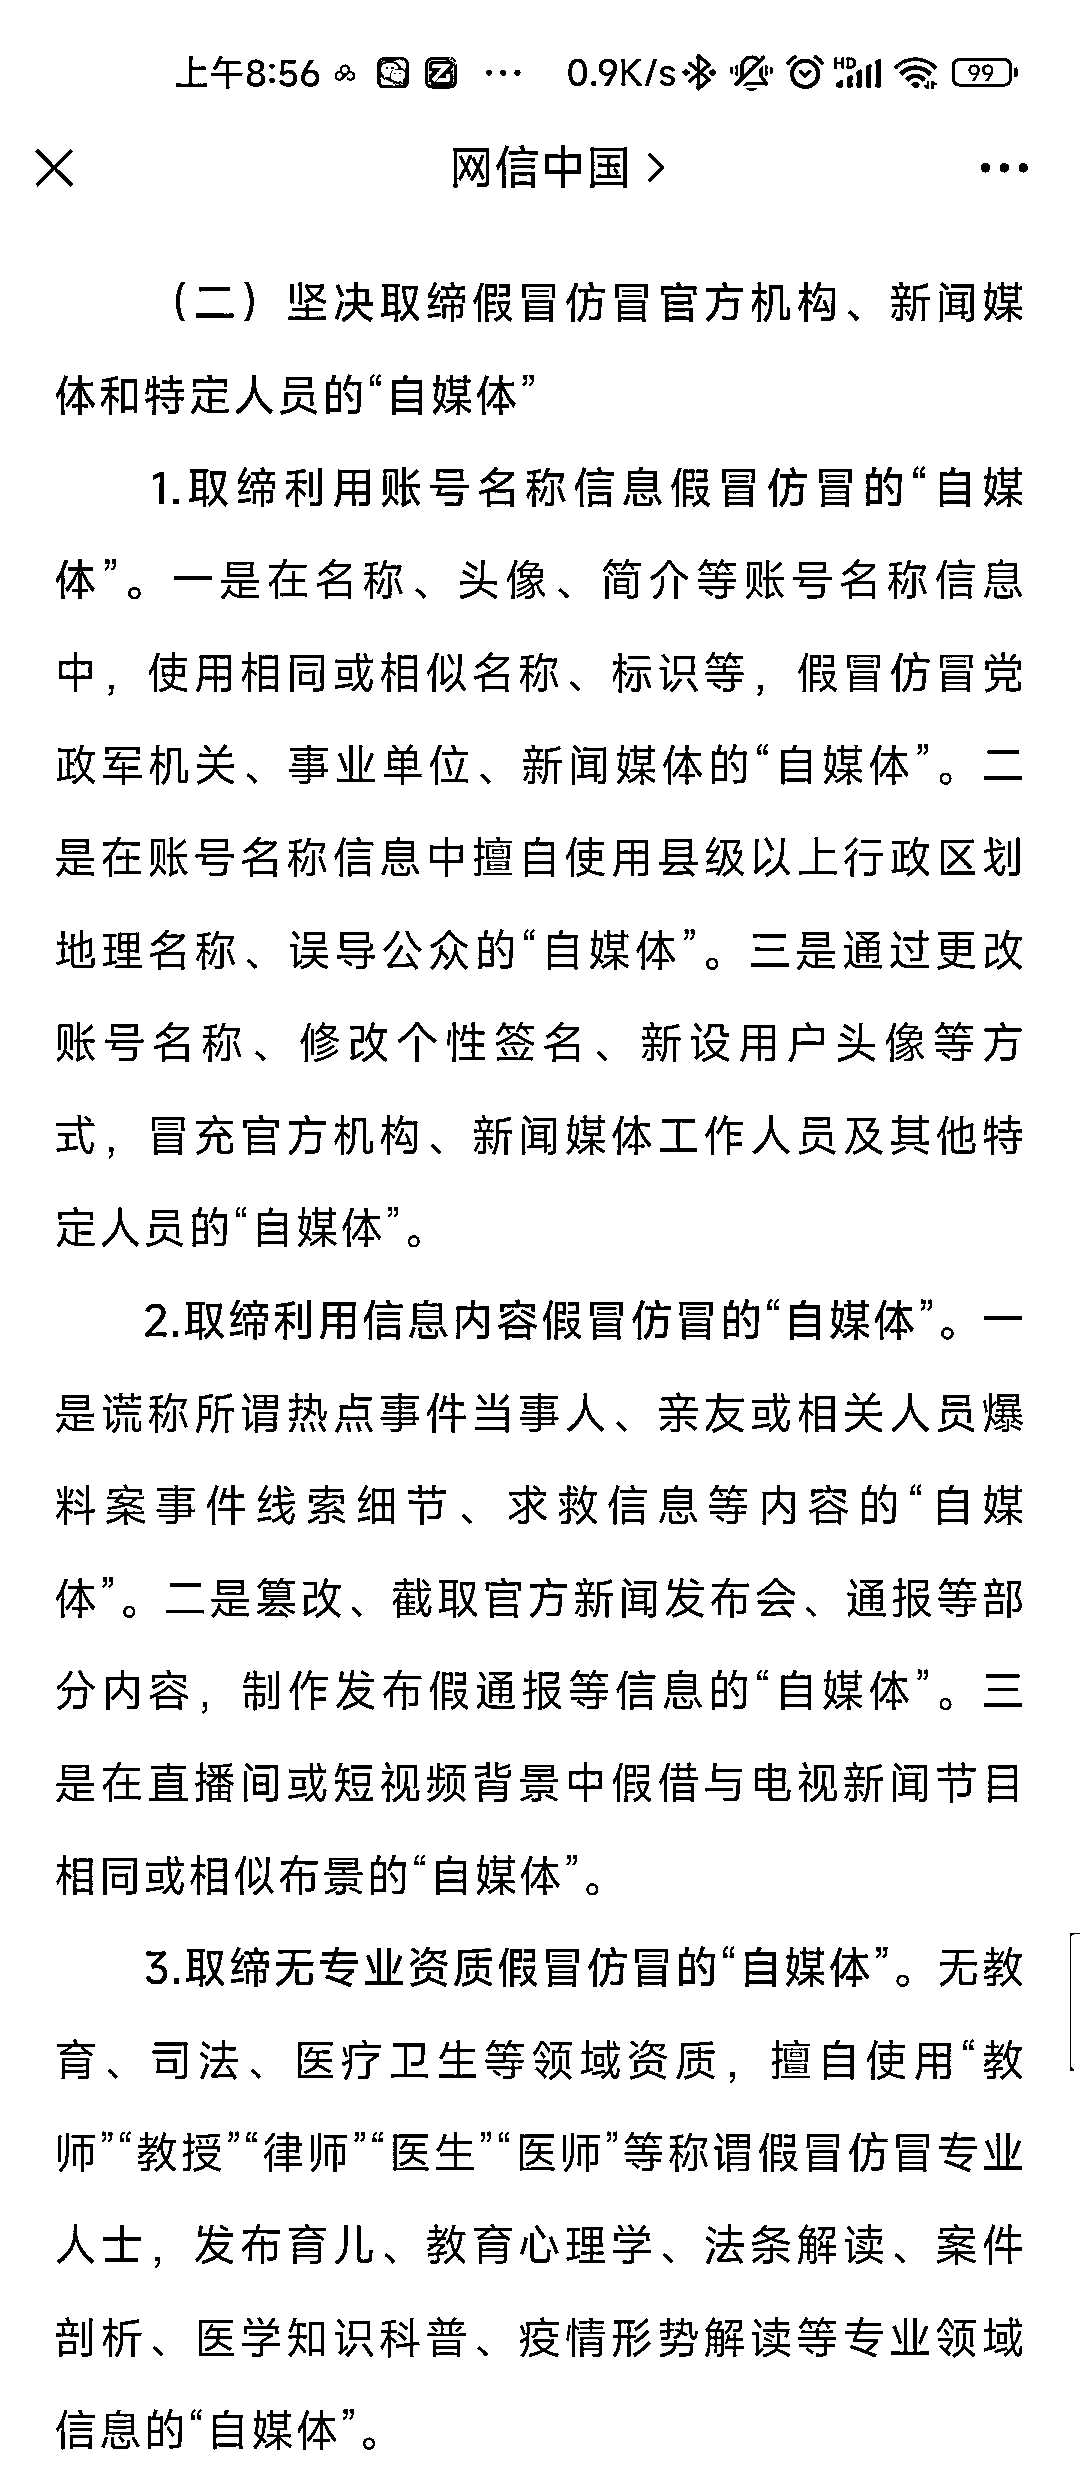 上午8:56 ··· 0.9K/s HD 99
网信中国 >
（二）坚决取缔假冒仿冒官方机构、新闻媒
体和特定人员的“自媒体”
1.取缔利用账号名称信息假冒仿冒的“自媒
体”。一是在名称、头像、简介等账号名称信息
中，使用相同或相似名称、标识等，假冒仿冒党
政军机关、事业单位、新闻媒体的“自媒体”。二
是在账号名称信息中擅自使用县级以上行政区划
地理名称、误导公众的“自媒体”。三是通过更改
账号名称、修改个性签名、新设用户头像等方
式，冒充官方机构、新闻媒体工作人员及其他特
定人员的“自媒体”。
2.取缔利用信息内容假冒仿冒的“自媒体”。一
是谎称所谓热点事件当事人、亲友或相关人员爆
料案事件线索细节、求救信息等内容的“自媒
体”。二是篡改、截取官方新闻发布会、通报等部
分内容，制作发布假通报等信息的“自媒体”。三
是在直播间或短视频背景中假借与电视新闻节目
相同或相似布景的“自媒体”。
3.取缔无专业资质假冒仿冒的“自媒体”。无教
育、司法、医疗卫生等领域资质，擅自使用“教
师”“教授”“律师”“医生”“医师”等称谓假冒仿冒专业
人士，发布育儿、教育心理学、法条解读、案件
剖析、医学知识科普、疫情形势解读等专业领域
信息的“自媒体”。